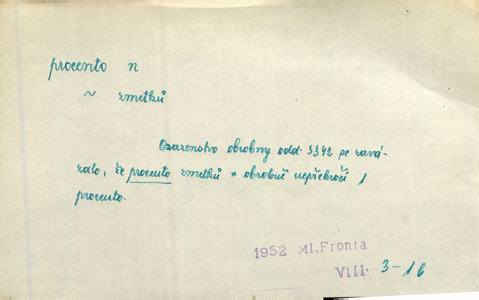 procento n
~ zmetků
Osazenstvo obrobny odd. 3342 se zavá-
zalo, že procento zmetků v obrobně nepřekročí 1
procento.
1952 Ml.Fronta
VIII. 3-1б